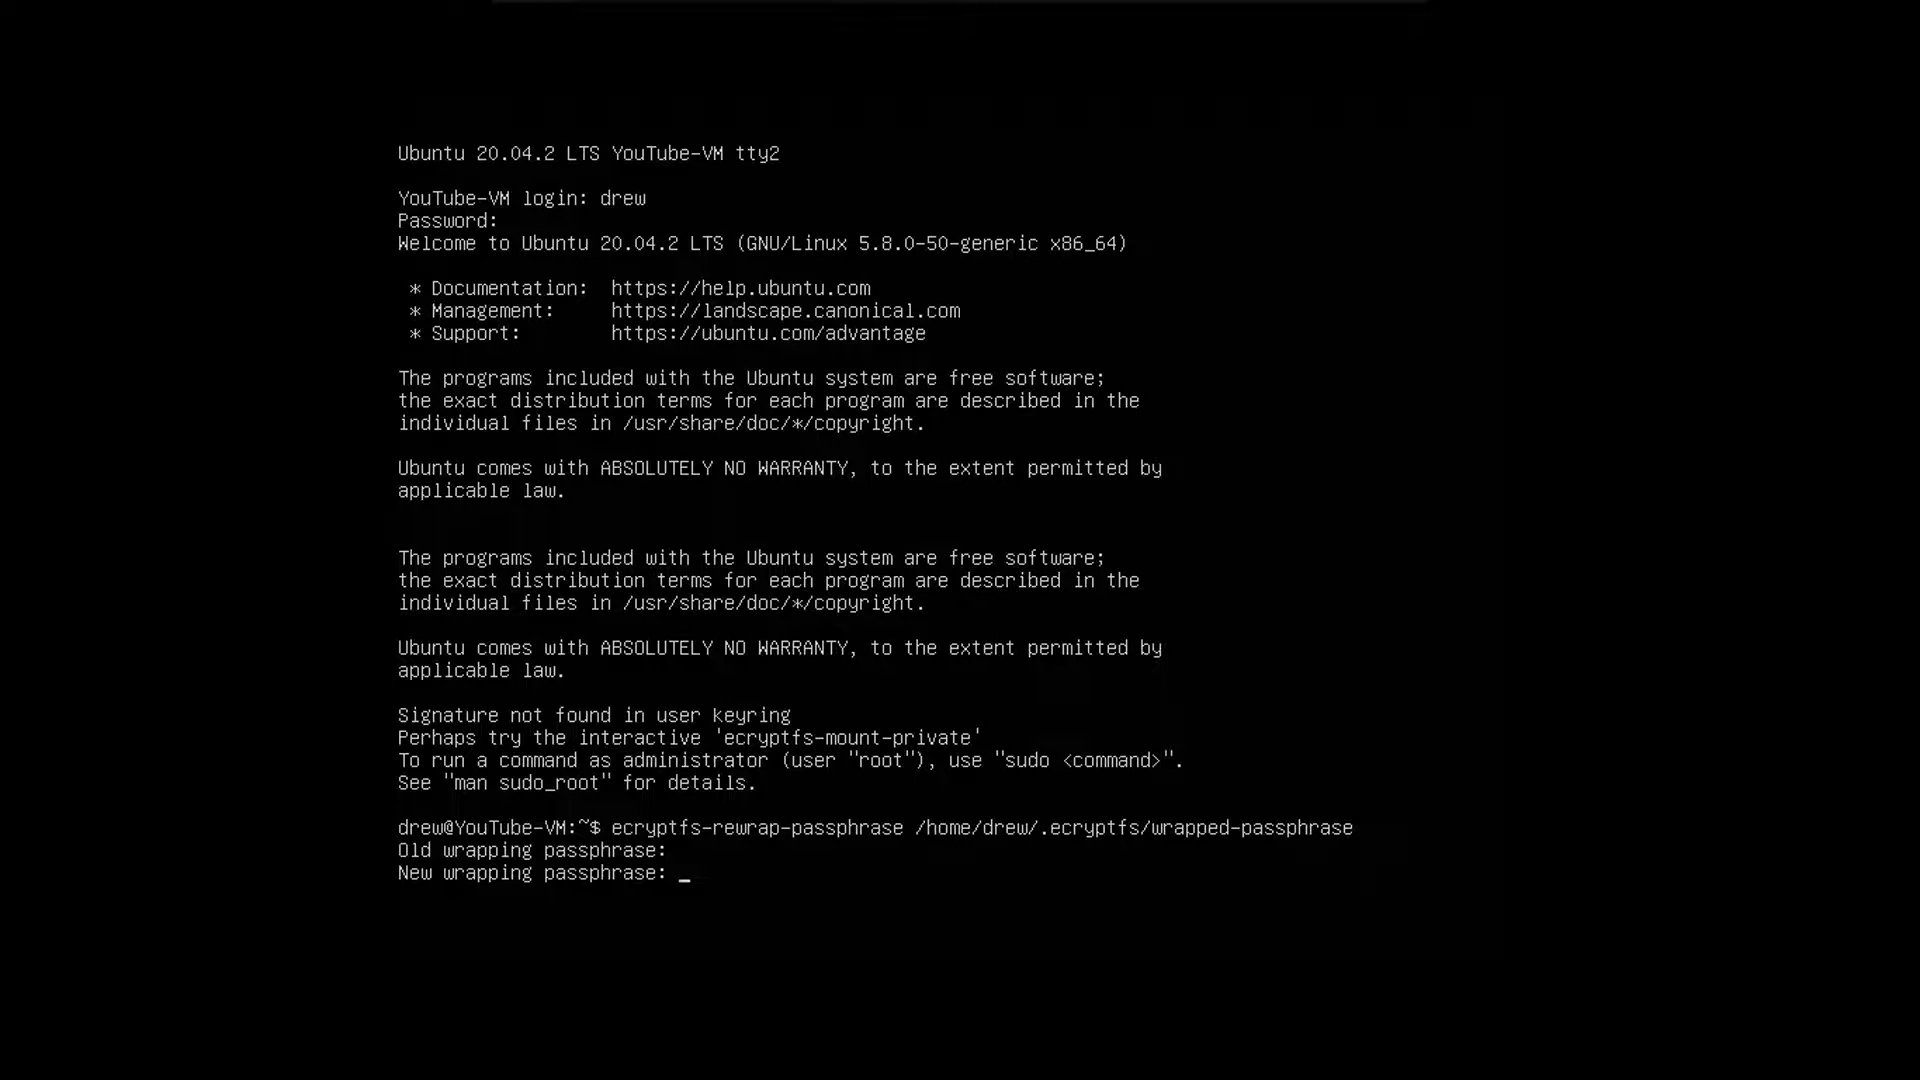 Ubuntu 20.04.2 LTS YouTube-VM tty2
YouTube-VM login: drew
Password:
Welcome to Ubuntu 20.04.2 LTS (GNU/Linux 5.8.0-50-generic x86_64)
* Documentation:  https://help.ubuntu.com
* Management:     https://landscape.canonical.com
* Support:        https://ubuntu.com/advantage
The programs included with the Ubuntu system are free software;
the exact distribution terms for each program are described in the
individual files in /usr/share/doc/*/copyright.
Ubuntu comes with ABSOLUTELY NO WARRANTY, to the extent permitted by
applicable law.
The programs included with the Ubuntu system are free software;
the exact distribution terms for each program are described in the
individual files in /usr/share/doc/*/copyright.
Ubuntu comes with ABSOLUTELY NO WARRANTY, to the extent permitted by
applicable law.
Signature not found in user keyring
Perhaps try the interactive 'ecryptfs-mount-private'
To run a command as administrator (user "root"), use "sudo <command>".
See "man sudo_root" for details.
drew@YouTube-VM:~$ ecryptfs-rewrap-passphrase /home/drew/.ecryptfs/wrapped-passphrase
Old wrapping passphrase:
New wrapping passphrase: _